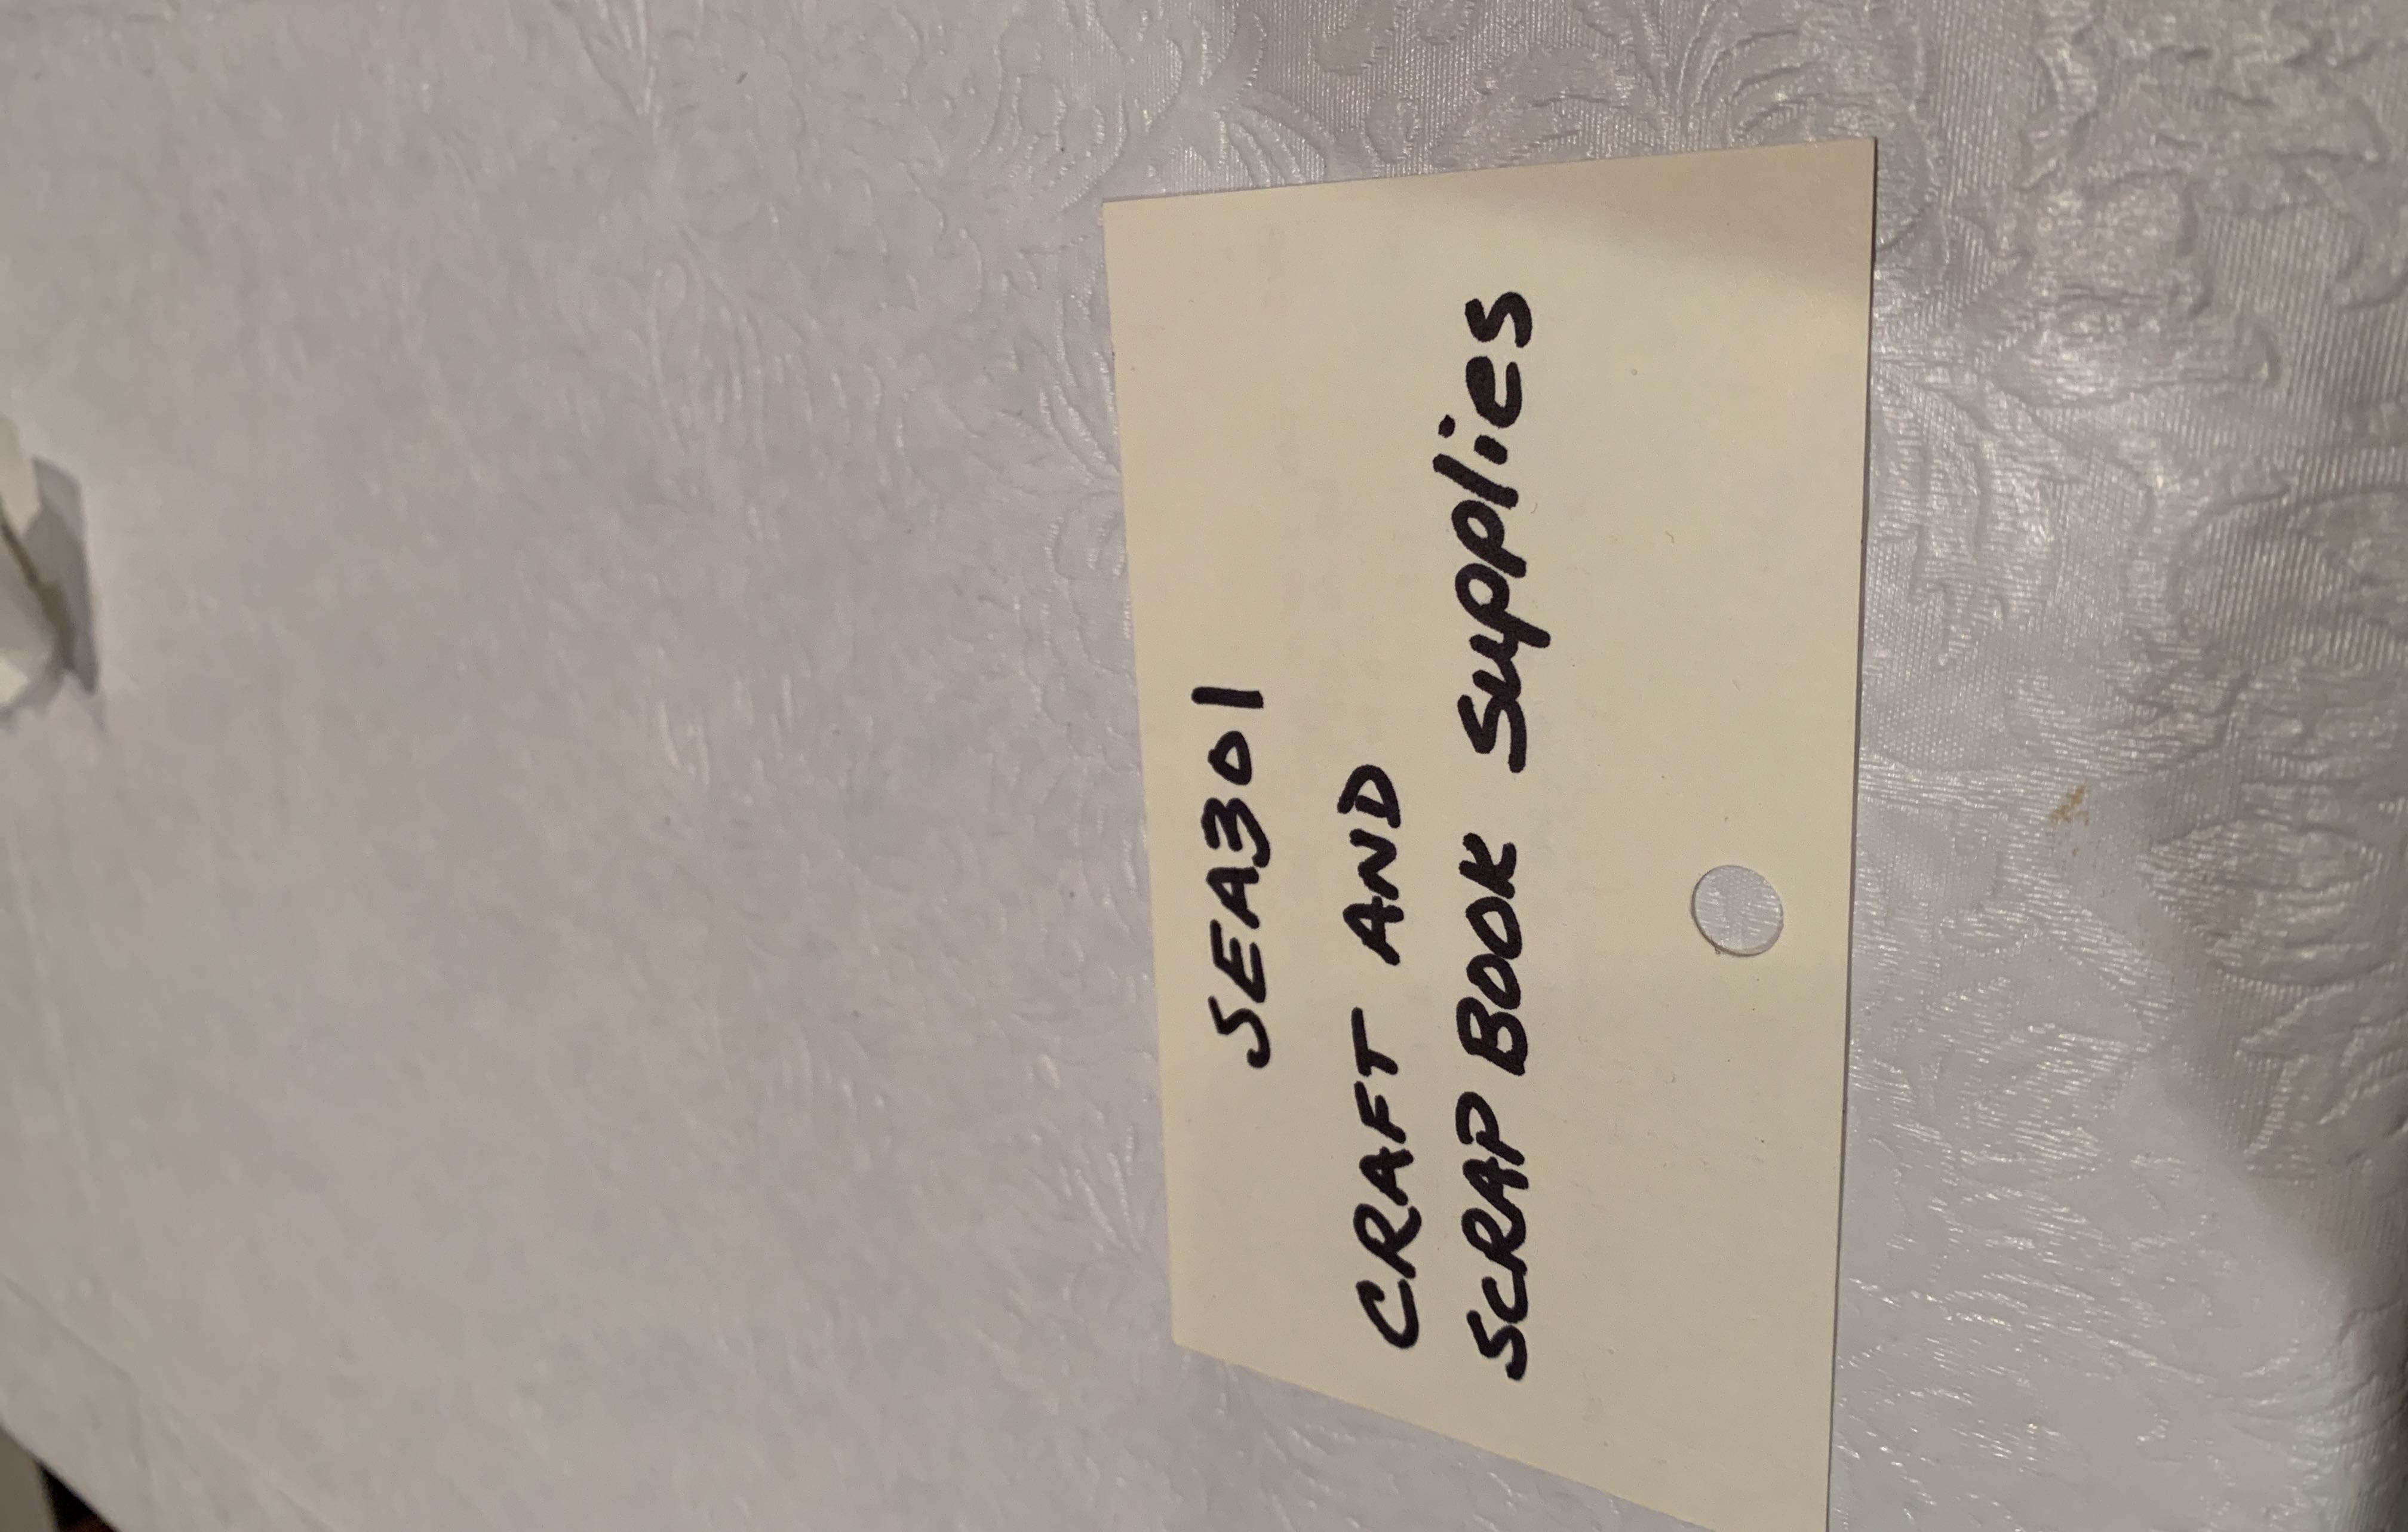 SEA301
CRAFT AND
SCRAP BOOK Supplies